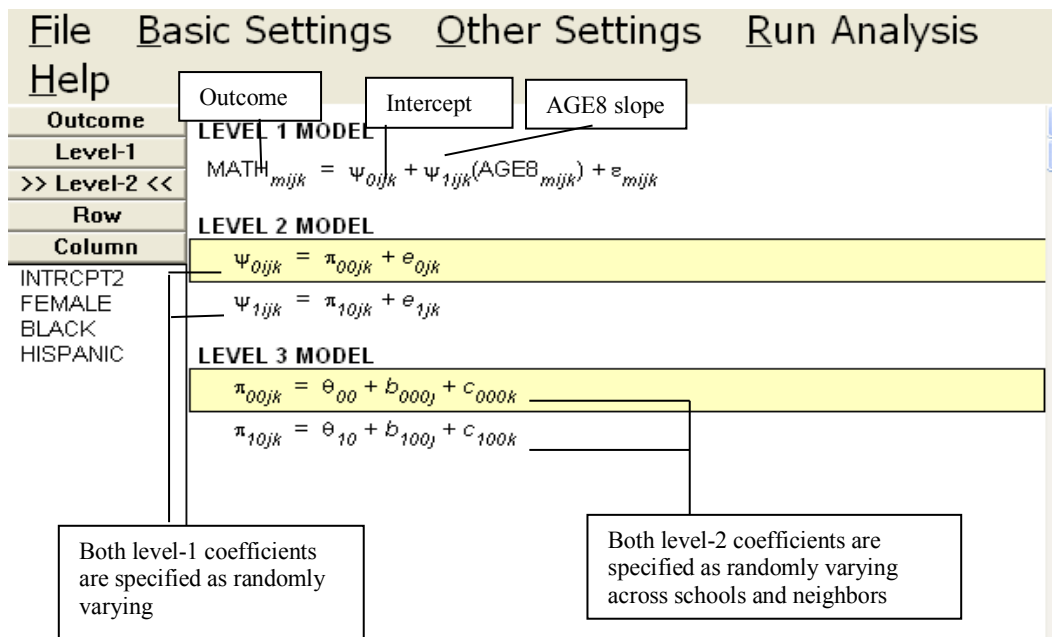 File Basic Settings Other Settings Run Analysis
Help
Outcome
Intercept
AGE8 slope
Outcome
Level-1
>> Level-2 <<
Row
Column
INTRCPT2
FEMALE
BLACK
HISPANIC
LEVEL 1 MODEL
MATH_mijk = ψ_0ijk + ψ_1ijk(AGE8_mijk) + ε_mijk
LEVEL 2 MODEL
ψ_0ijk = π_00jk + e_0jk
ψ_1ijk = π_10jk + e_1jk
LEVEL 3 MODEL
π_00jk = θ_00 + b_000j + c_000k
π_10jk = θ_10 + b_100j + c_100k
Both level-1 coefficients
are specified as randomly
varying
Both level-2 coefficients are
specified as randomly varying
across schools and neighbors